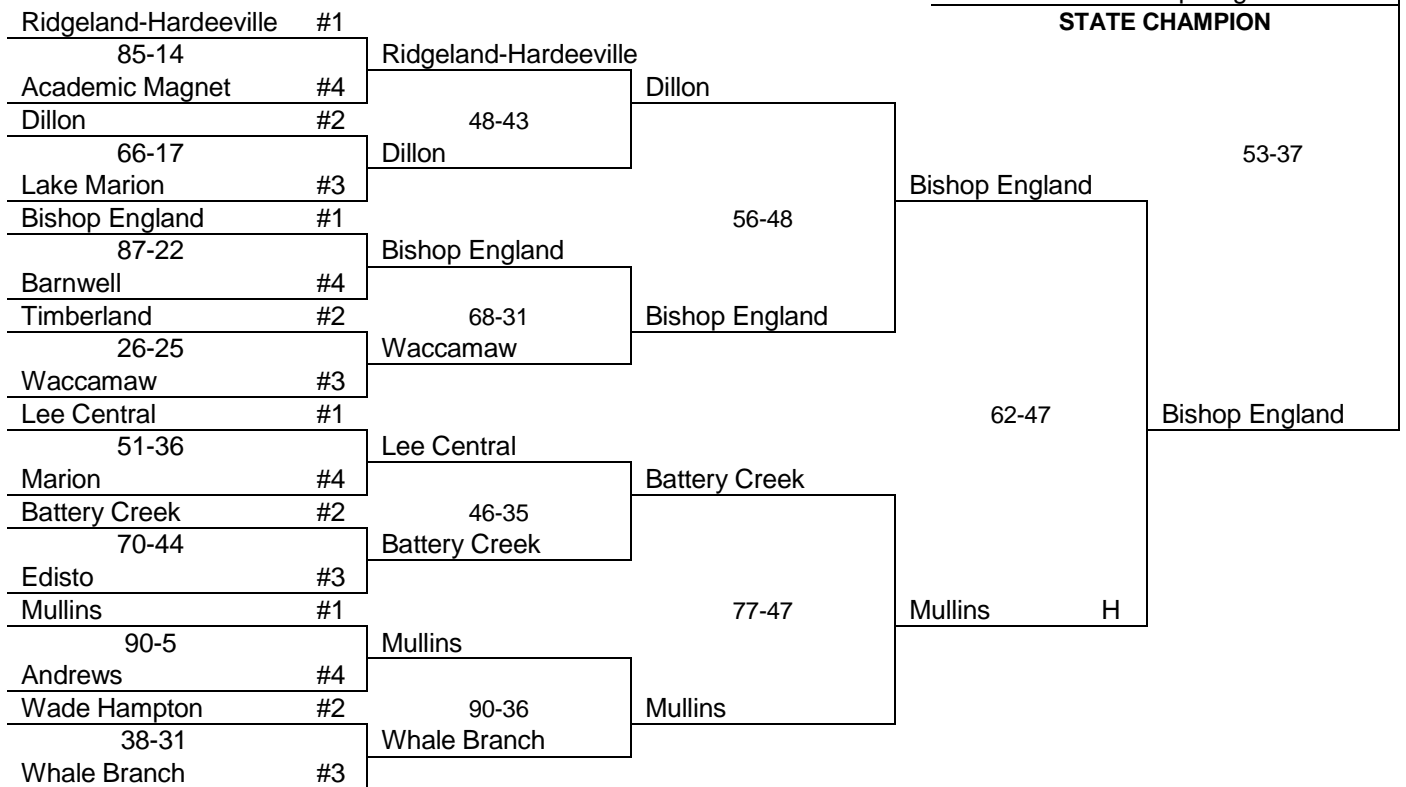 Ridgeland-Hardeeville #1 STATE CHAMPION
85-14 Ridgeland-Hardeeville
Academic Magnet #4 Dillon
Dillon #2 48-43
66-17 Dillon 53-37
Lake Marion #3 Bishop England
Bishop England #1 56-48
87-22 Bishop England
Barnwell #4
Timberland #2 68-31 Bishop England
26-25 Waccamaw
Waccamaw #3
Lee Central #1 62-47 Bishop England
51-36 Lee Central
Marion #4 Battery Creek
Battery Creek #2 46-35
70-44 Battery Creek
Edisto #3
Mullins #1 77-47 Mullins H
90-5 Mullins
Andrews #4
Wade Hampton #2 90-36 Mullins
38-31 Whale Branch
Whale Branch #3